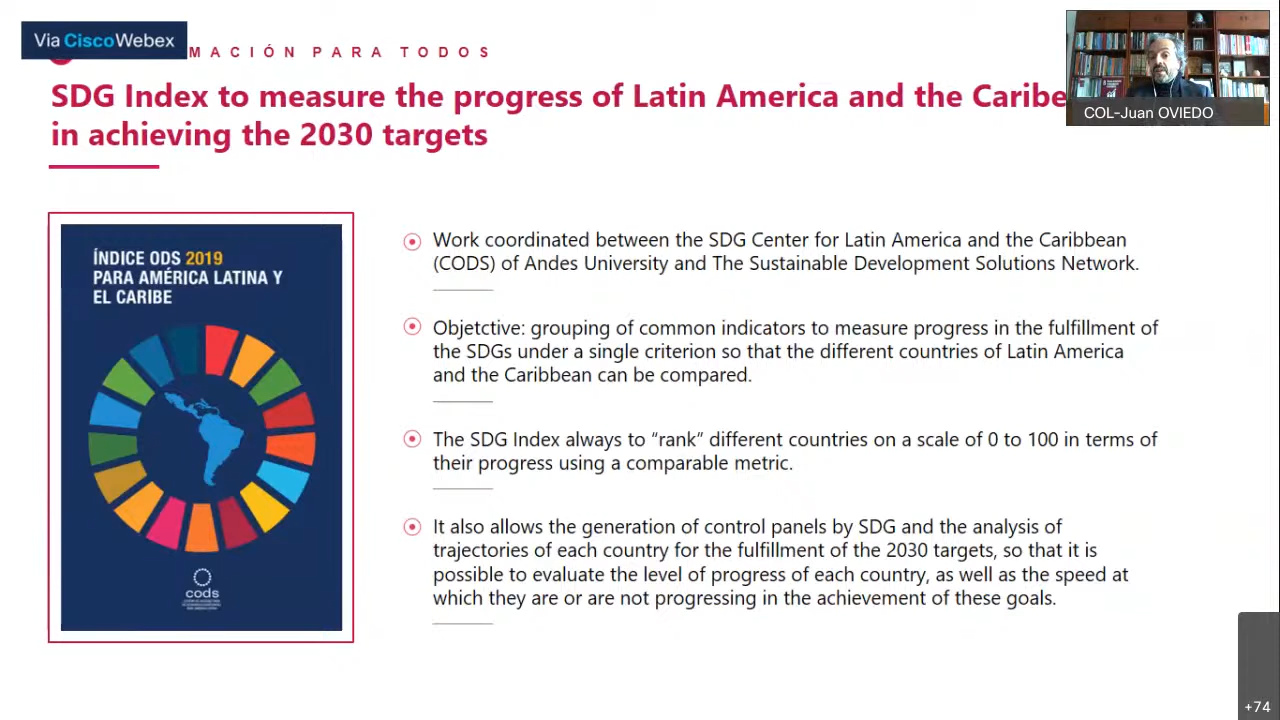 Via Cisco Webex
MACIÓN PARA TODOS
SDG Index to measure the progress of Latin America and the Caribe
in achieving the 2030 targets
COL-Juan OVIEDO
ÍNDICE ODS 2019
PARA AMÉRICA LATINA Y
EL CARIBE
cods
Work coordinated between the SDG Center for Latin America and the Caribbean
(CODS) of Andes University and The Sustainable Development Solutions Network.
Objetctive: grouping of common indicators to measure progress in the fulfillment of
the SDGs under a single criterion so that the different countries of Latin America
and the Caribbean can be compared.
The SDG Index always to “rank” different countries on a scale of 0 to 100 in terms of
their progress using a comparable metric.
It also allows the generation of control panels by SDG and the analysis of
trajectories of each country for the fulfillment of the 2030 targets, so that it is
possible to evaluate the level of progress of each country, as well as the speed at
which they are or are not progressing in the achievement of these goals.
+74